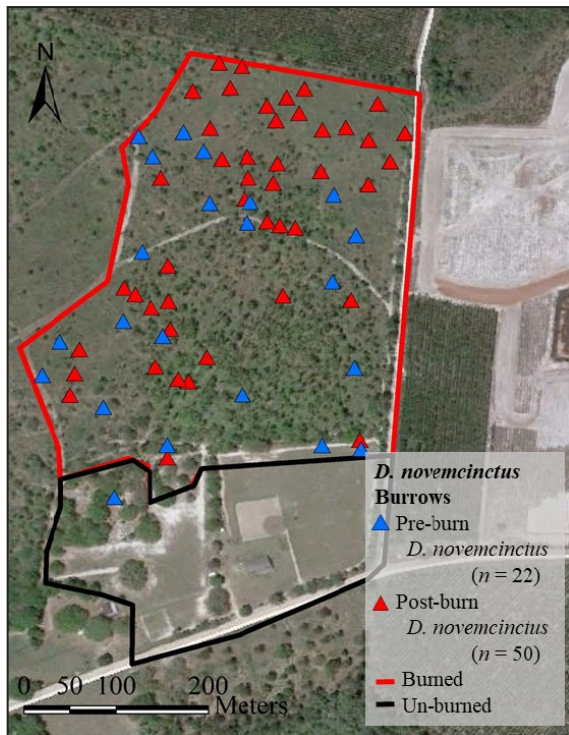 N
D. novemcinctus
Burrows
Pre-burn
D. novemcinctus
(n = 22)
Post-burn
D. novemcinctus
(n = 50)
Burned
Un-burned
0 50 100 200
Meters